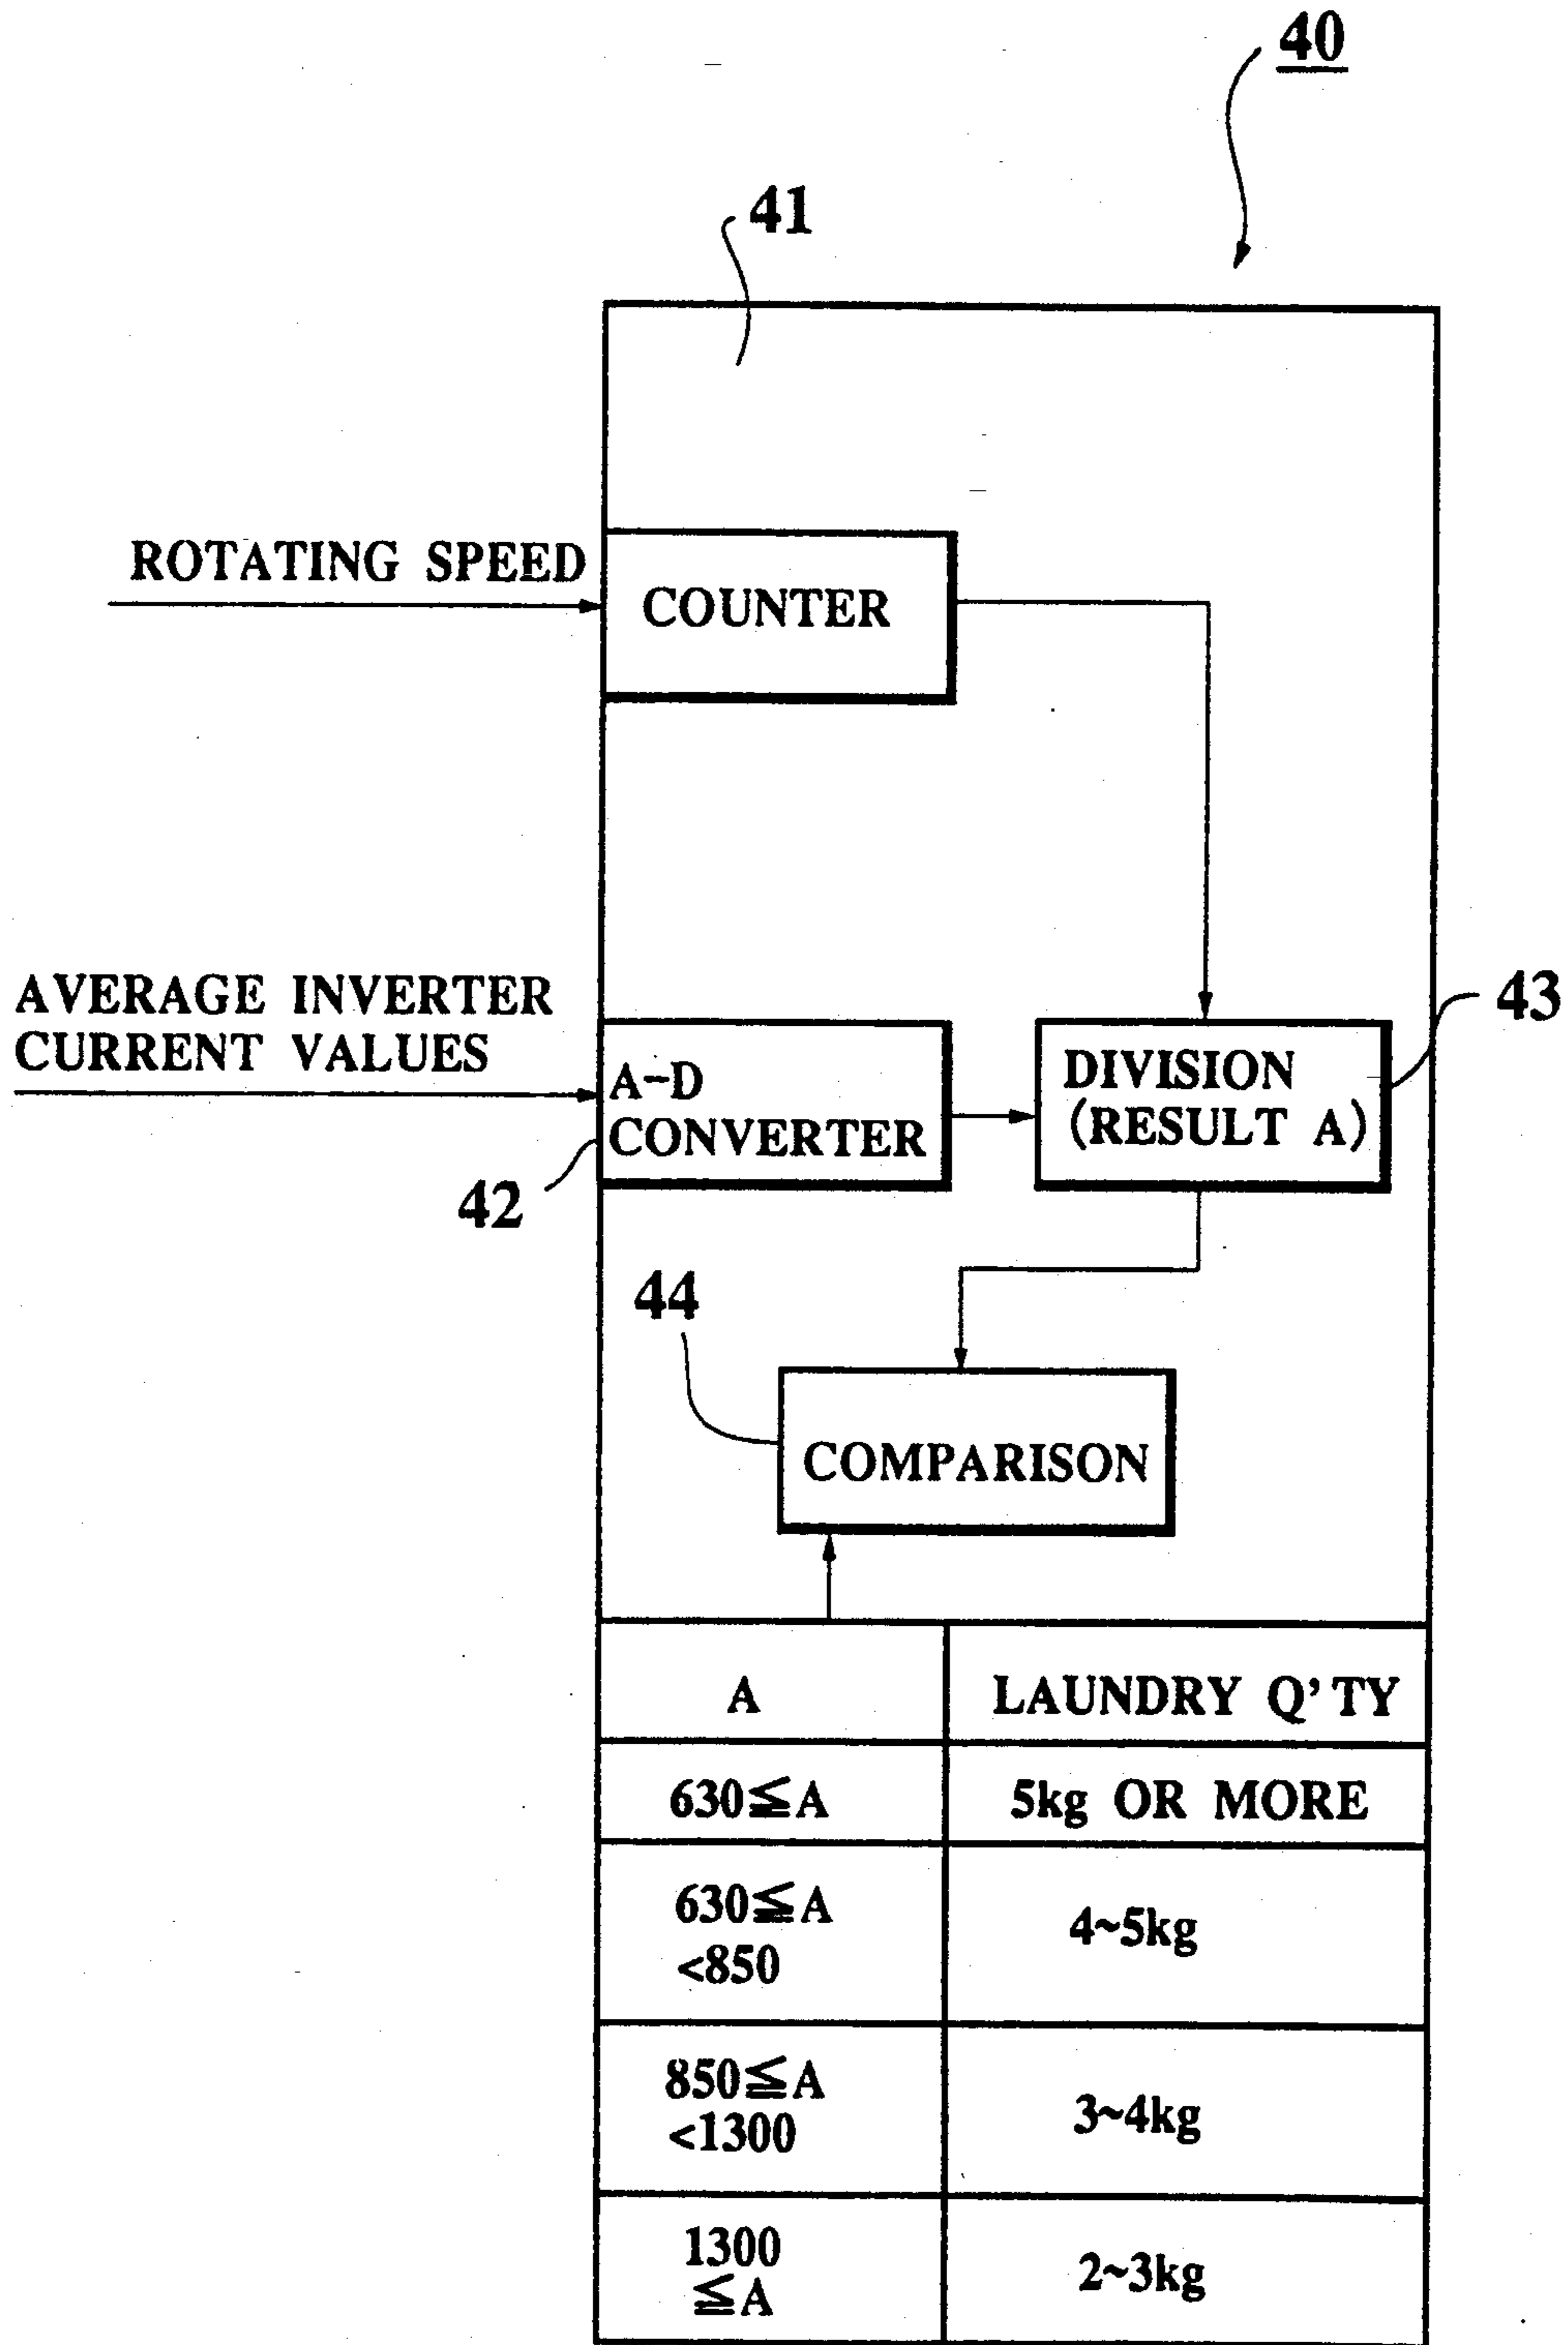 40
41
ROTATING SPEED
COUNTER
AVERAGE INVERTER
CURRENT VALUES
A-D
CONVERTER
42
DIVISION
(RESULT A)
43
44
COMPARISON
A
LAUNDRY Q'TY
630≦A
5kg OR MORE
630≦A
<850
4~5kg
850≦A
<1300
3~4kg
1300
≦A
2~3kg